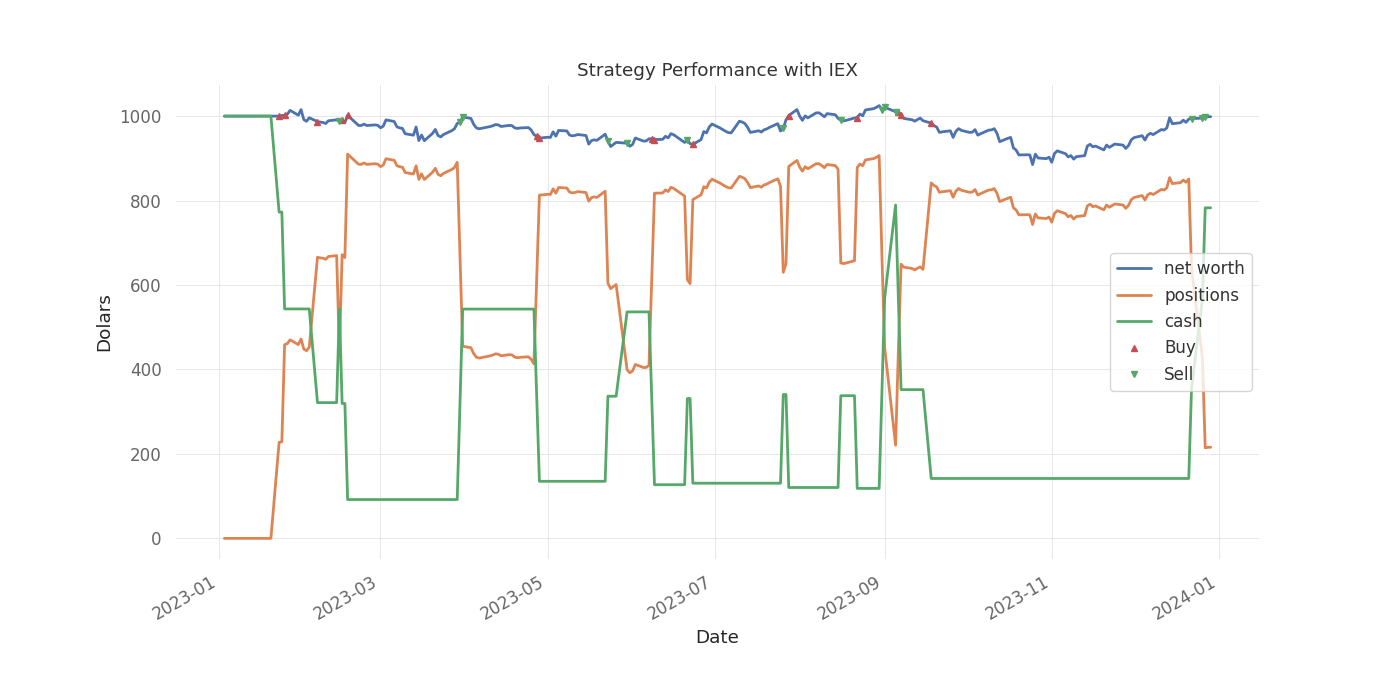 Strategy Performance with IEX
1000
800
600
400
200
0
Dolars
net worth
positions
cash
Buy
Sell
2023-01
2023-03
2023-05
2023-07
2023-09
2023-11
2024-01
Date